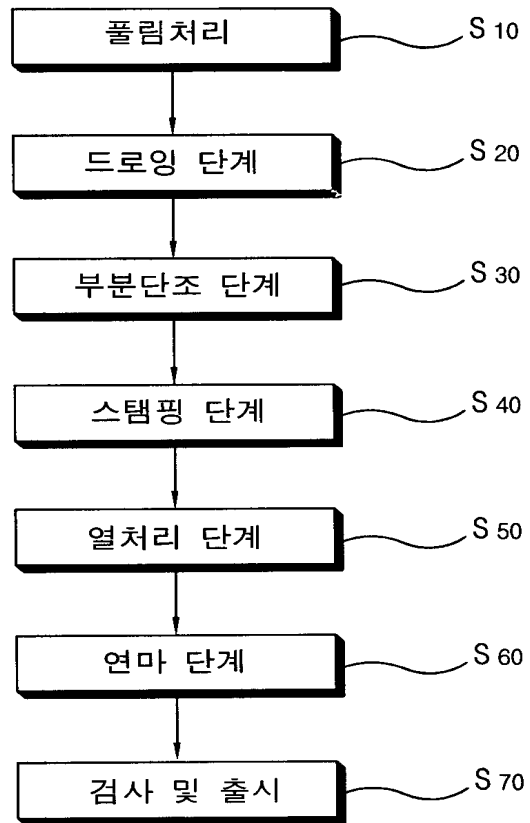 풀림처리 S 10
드로잉 단계 S 20
부분단조 단계 S 30
스탬핑 단계 S 40
열처리 단계 S 50
연마 단계 S 60
검사 및 출시 S 70